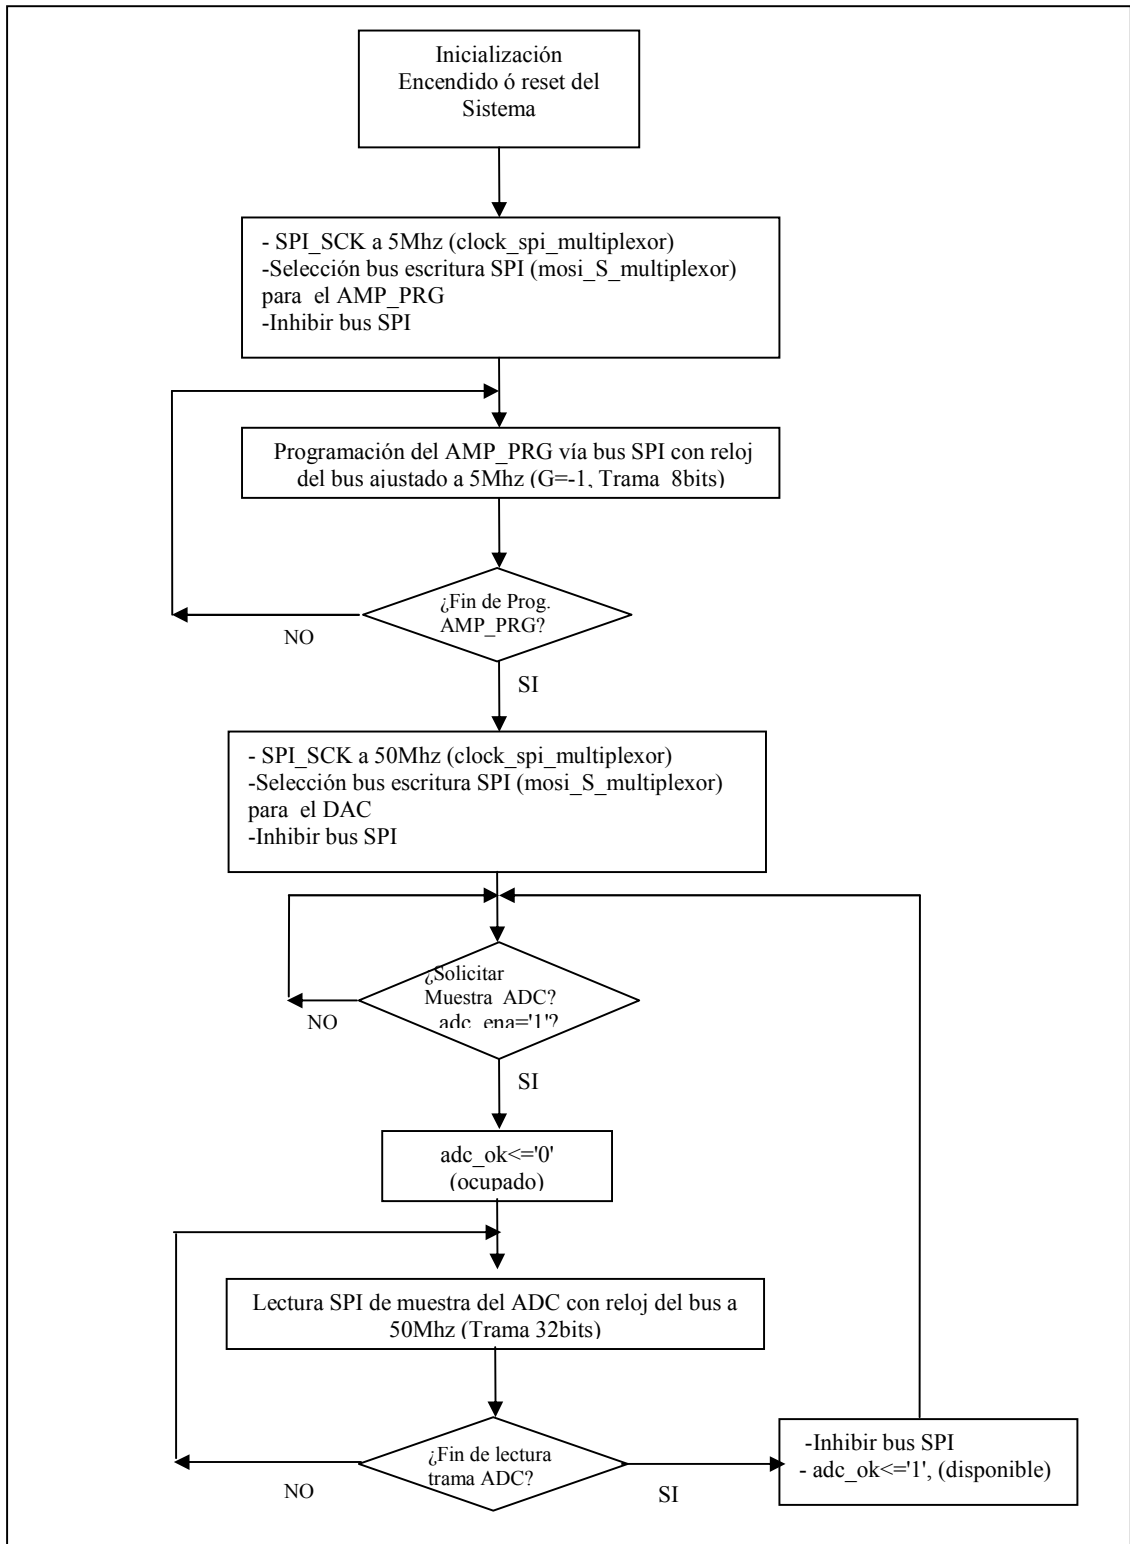 Inicialización
Encendido ó reset del
Sistema
- SPI_SCK a 5Mhz (clock_spi_multiplexor)
-Selección bus escritura SPI (mosi_S_multiplexor)
para el AMP_PRG
-Inhibir bus SPI
Programación del AMP_PRG vía bus SPI con reloj
del bus ajustado a 5Mhz (G=-1, Trama 8bits)
¿Fin de Prog.
AMP_PRG?
NO
SI
- SPI_SCK a 50Mhz (clock_spi_multiplexor)
-Selección bus escritura SPI (mosi_S_multiplexor)
para el DAC
-Inhibir bus SPI
¿Solicitar
Muestra ADC?
adc_ena='1'?
NO
SI
adc_ok<='0'
(ocupado)
Lectura SPI de muestra del ADC con reloj del bus a
50Mhz (Trama 32bits)
¿Fin de lectura
trama ADC?
NO
SI
-Inhibir bus SPI
- adc_ok<='1', (disponible)